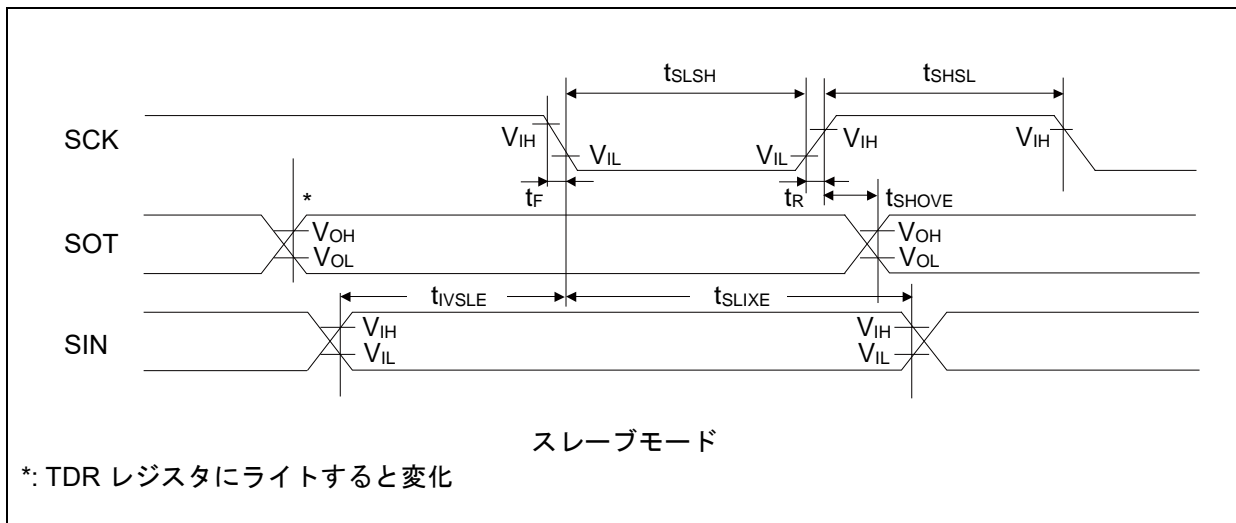 tSLSH
tSHSL
SCK
VIH
VIL
VIL
VIH
VIH
tF
tR
tSHOVE
*
SOT
VOH
VOL
VOH
VOL
tIVSLE
tSLIXE
SIN
VIH
VIL
VIH
VIL
スレーブモード
*: TDR レジスタにライトすると変化